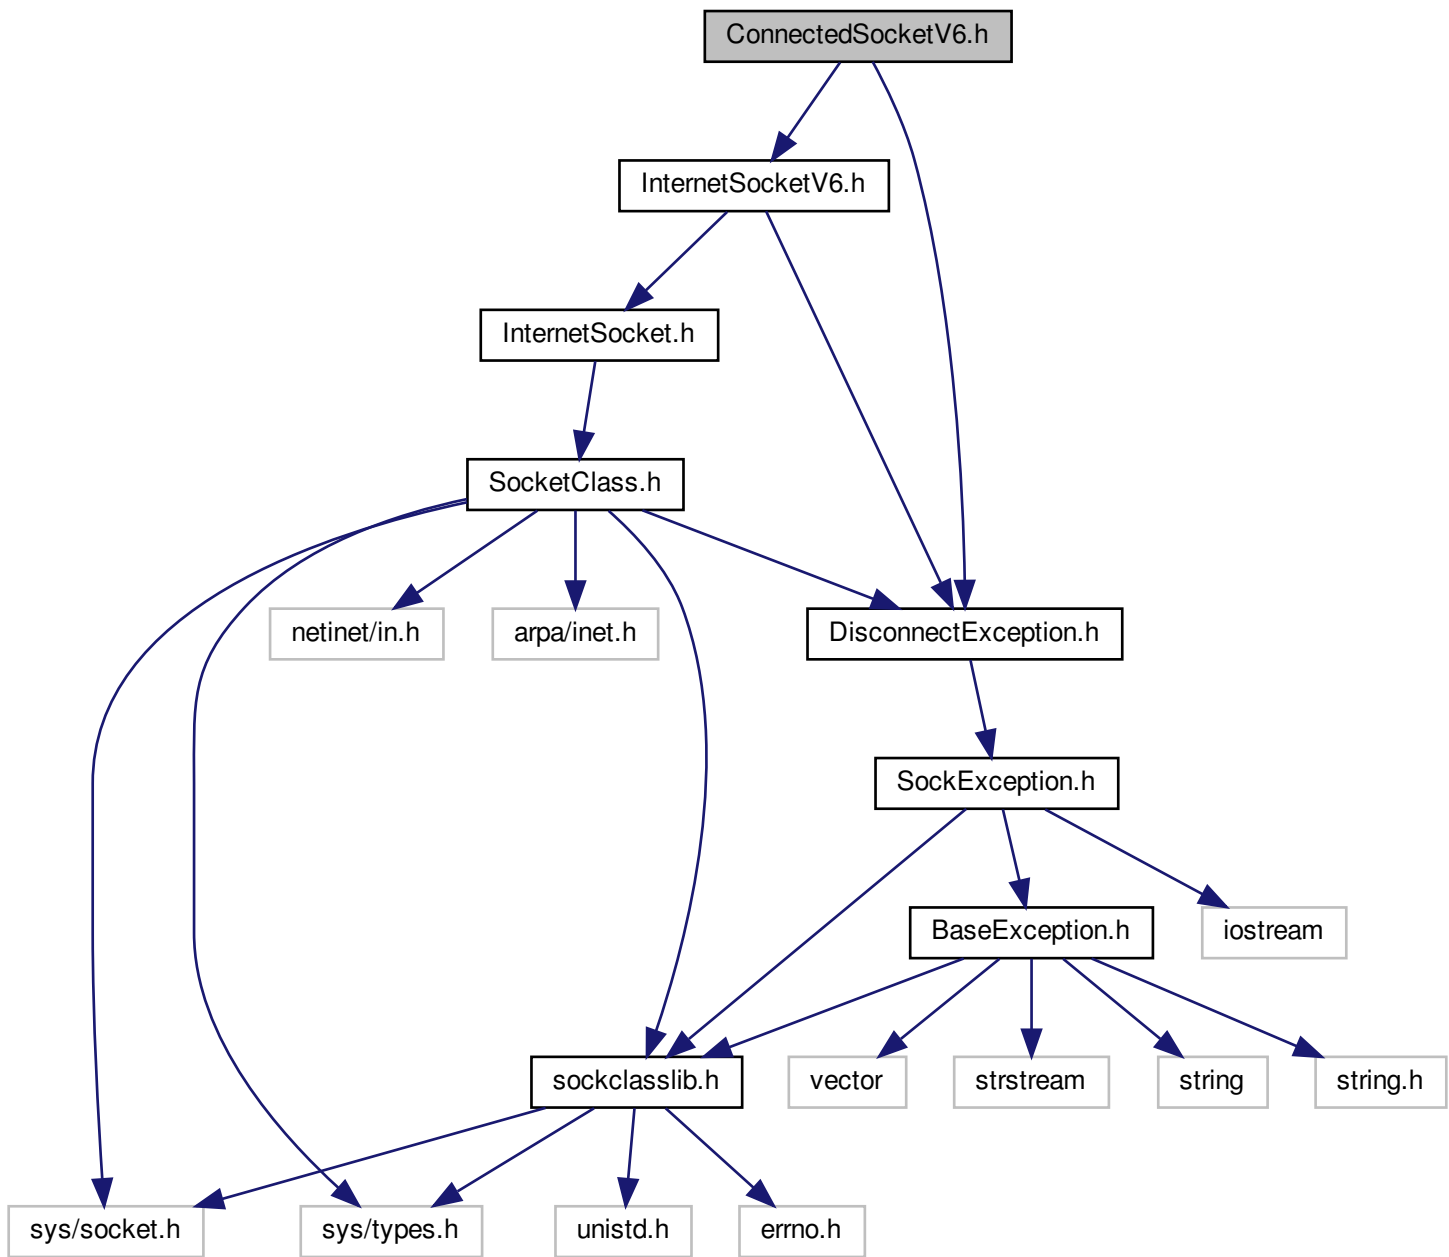 ConnectedSocketV6.h
InternetSocketV6.h
InternetSocket.h
SocketClass.h
netinet/in.h
arpa/inet.h
DisconnectException.h
SockException.h
BaseException.h
iostream
sockclasslib.h
vector
strstream
string
string.h
sys/socket.h
sys/types.h
unistd.h
errno.h